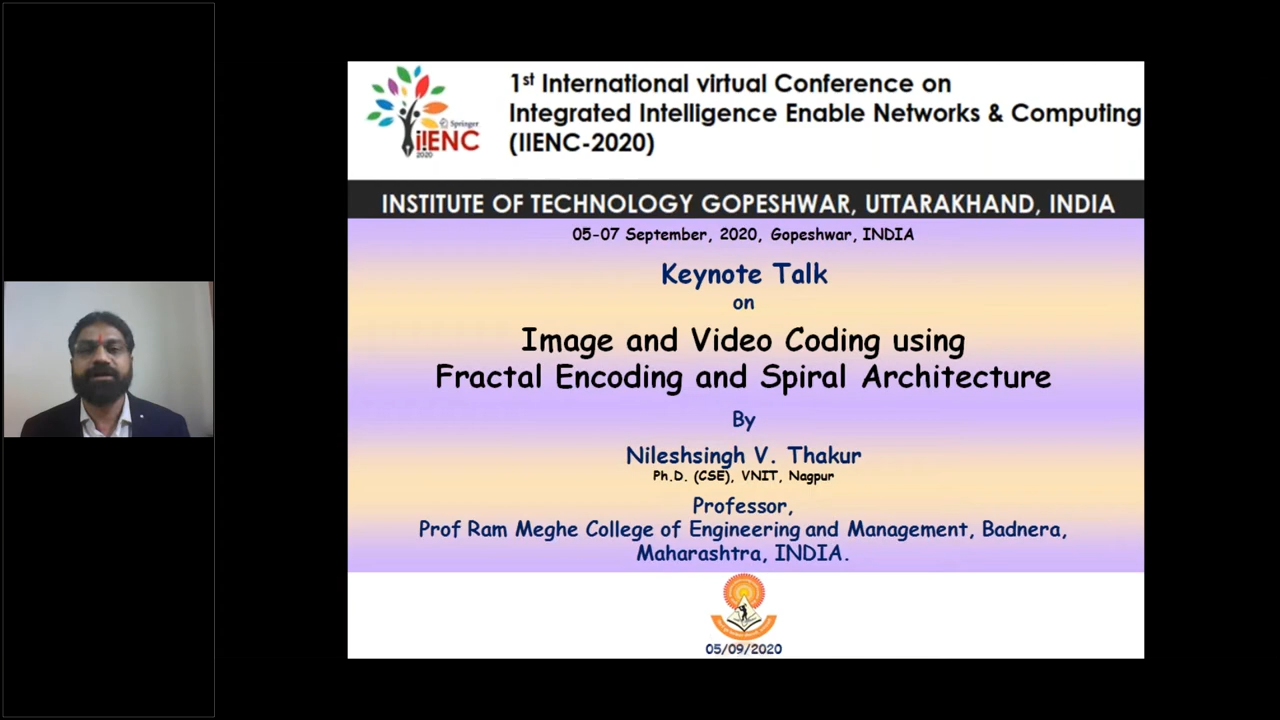 1st International virtual Conference on
Integrated Intelligence Enable Networks & Computing
(IIENC-2020)
Springer
iIENC
2020
INSTITUTE OF TECHNOLOGY GOPESHWAR, UTTARAKHAND, INDIA
05-07 September, 2020, Gopeshwar, INDIA
Keynote Talk
on
Image and Video Coding using
Fractal Encoding and Spiral Architecture
By
Nileshsingh V. Thakur
Ph.D. (CSE), VNIT, Nagpur
Professor,
Prof Ram Meghe College of Engineering and Management, Badnera,
Maharashtra, INDIA.
05/09/2020